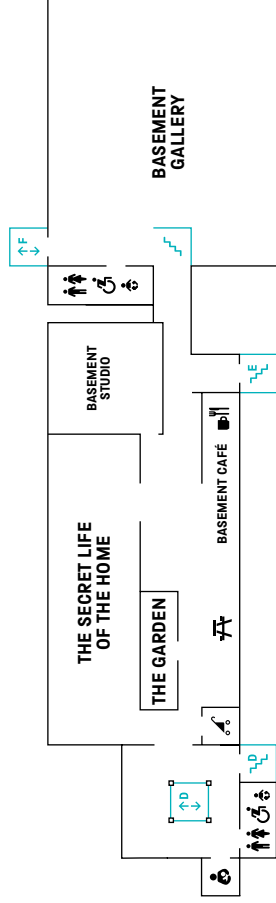 BASEMENT
GALLERY
F
BASEMENT
STUDIO
E
BASEMENT CAFÉ
THE SECRET LIFE
OF THE HOME
THE GARDEN
D
D